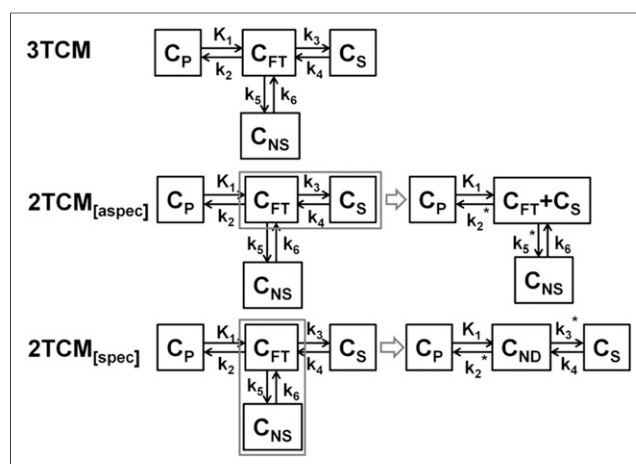 3TCM C_P K_1 k_2 C_FT k_3 k_4 C_S
k_5 k_6
C_NS
2TCM_[aspec] C_P K_1 k_2 C_FT k_3 k_4 C_S C_P K_1 k_2* C_FT+C_S
k_5 k_6 k_5* k_6
C_NS C_NS
2TCM_[spec] C_P K_1 k_2 C_FT k_3 k_4 C_S C_P K_1 k_2* C_ND k_3* k_4 C_S
k_5 k_6
C_NS